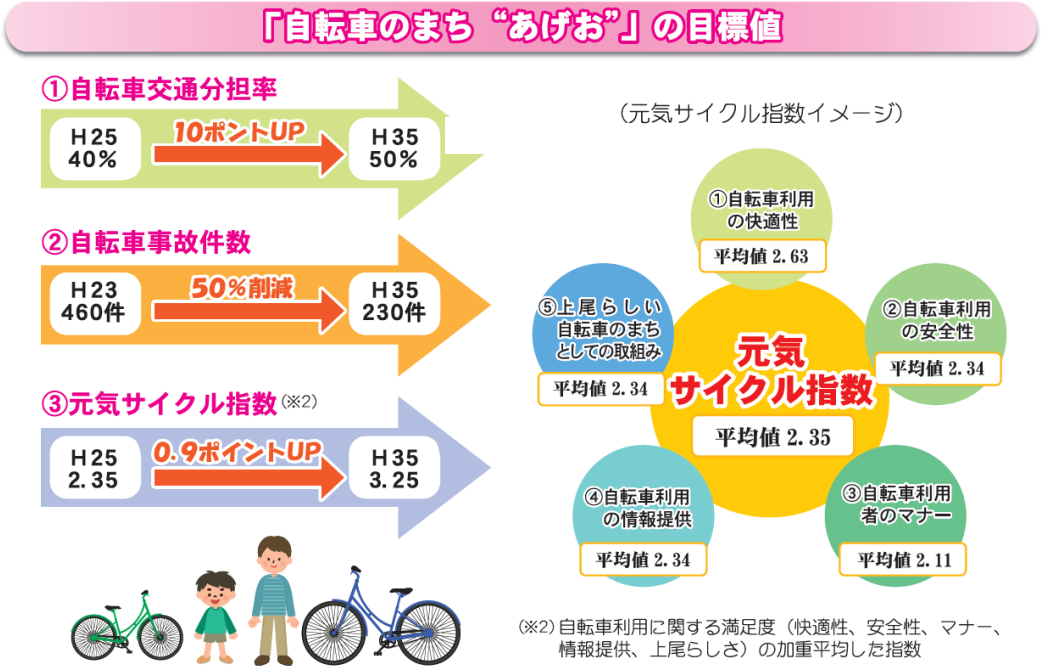 「自転車のまち “あげお”」の目標値
①自転車交通分担率
H25
40%
10ポントUP
H35
50%
②自転車事故件数
H23
460件
50%削減
H35
230件
③元気サイクル指数(※2)
H25
2.35
0.9ポイントUP
H35
3.25
(元気サイクル指数イメージ)
①自転車利用
の快適性
平均値2.63
②自転車利用
の安全性
平均値2.34
③自転車利用
者のマナー
平均値2.11
④自転車利用
の情報提供
平均値2.34
⑤上尾らしい
自転車のまち
としての取組み
平均値2.34
元気
サイクル指数
平均値2.35
(※2)自転車利用に関する満足度(快適性、安全性、マナー、
情報提供、上尾らしさ)の加重平均した指数